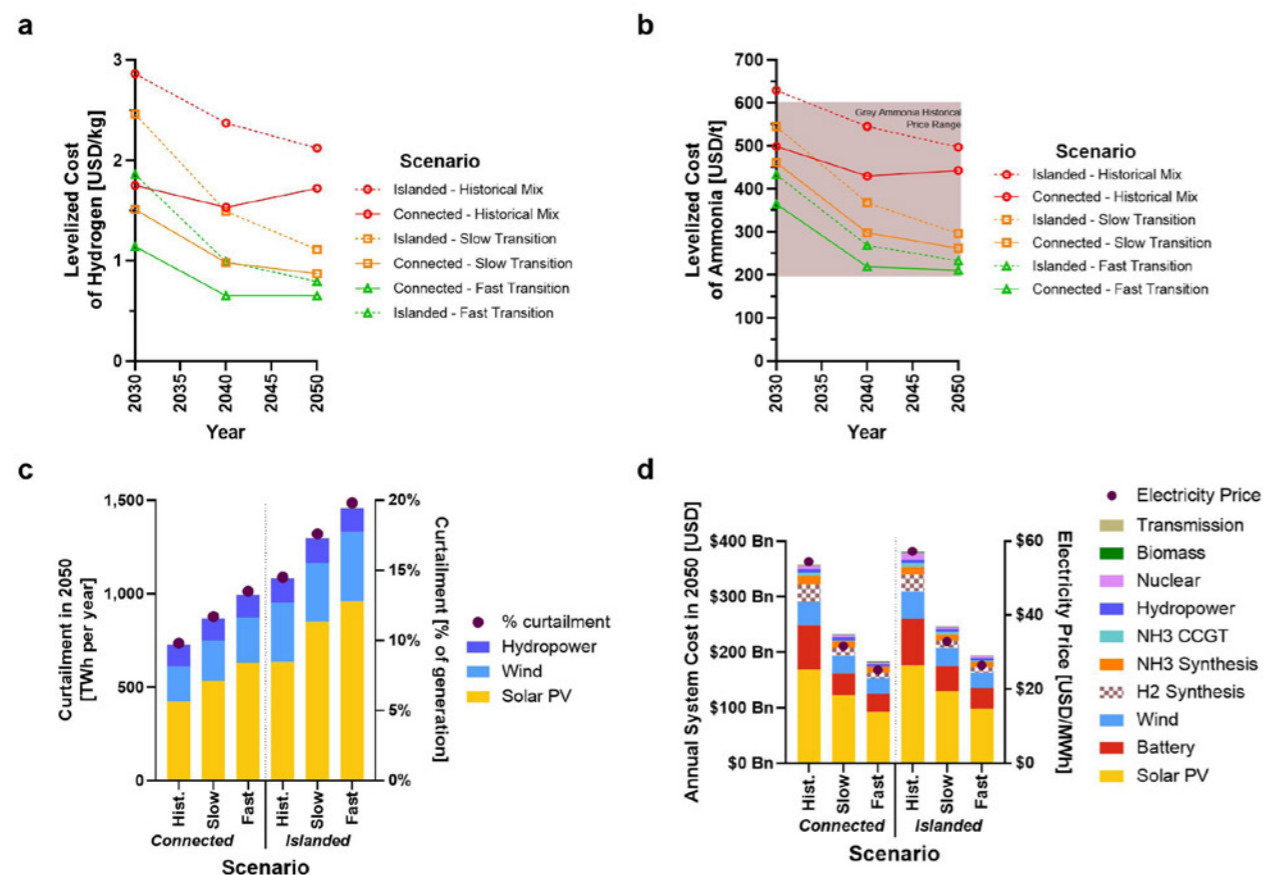 a
3
2
1
0
Levelized Cost
of Hydrogen [USD/kg]
2030
2035
2040
2045
2050
Year
Scenario
Islanded - Historical Mix
Connected - Historical Mix
Islanded - Slow Transition
Connected - Slow Transition
Connected - Fast Transition
Islanded - Fast Transition
b
700
600
500
400
300
200
100
0
Levelized Cost
of Ammonia [USD/t]
Gray Ammonia Historical
Price Range
2030
2035
2040
2045
2050
Year
Scenario
Islanded - Historical Mix
Connected - Historical Mix
Islanded - Slow Transition
Connected - Slow Transition
Islanded - Fast Transition
Connected - Fast Transition
c
1,500
1,000
500
0
Curtailment in 2050
[TWh per year]
20%
15%
10%
5%
0%
Curtailment [% of
generation]
Hist.
Slow
Fast
Hist.
Slow
Fast
Connected
Islanded
Scenario
% curtailment
Hydropower
Wind
Solar PV
d
$400 Bn
$300 Bn
$200 Bn
$100 Bn
$0 Bn
Annual System Cost in 2050 [USD]
$60
$40
$20
$0
Electricity Price [USD/MWh]
Hist.
Slow
Fast
Hist.
Slow
Fast
Connected
Islanded
Scenario
Electricity Price
Transmission
Biomass
Nuclear
Hydropower
NH3 CCGT
NH3 Synthesis
H2 Synthesis
Wind
Battery
Solar PV